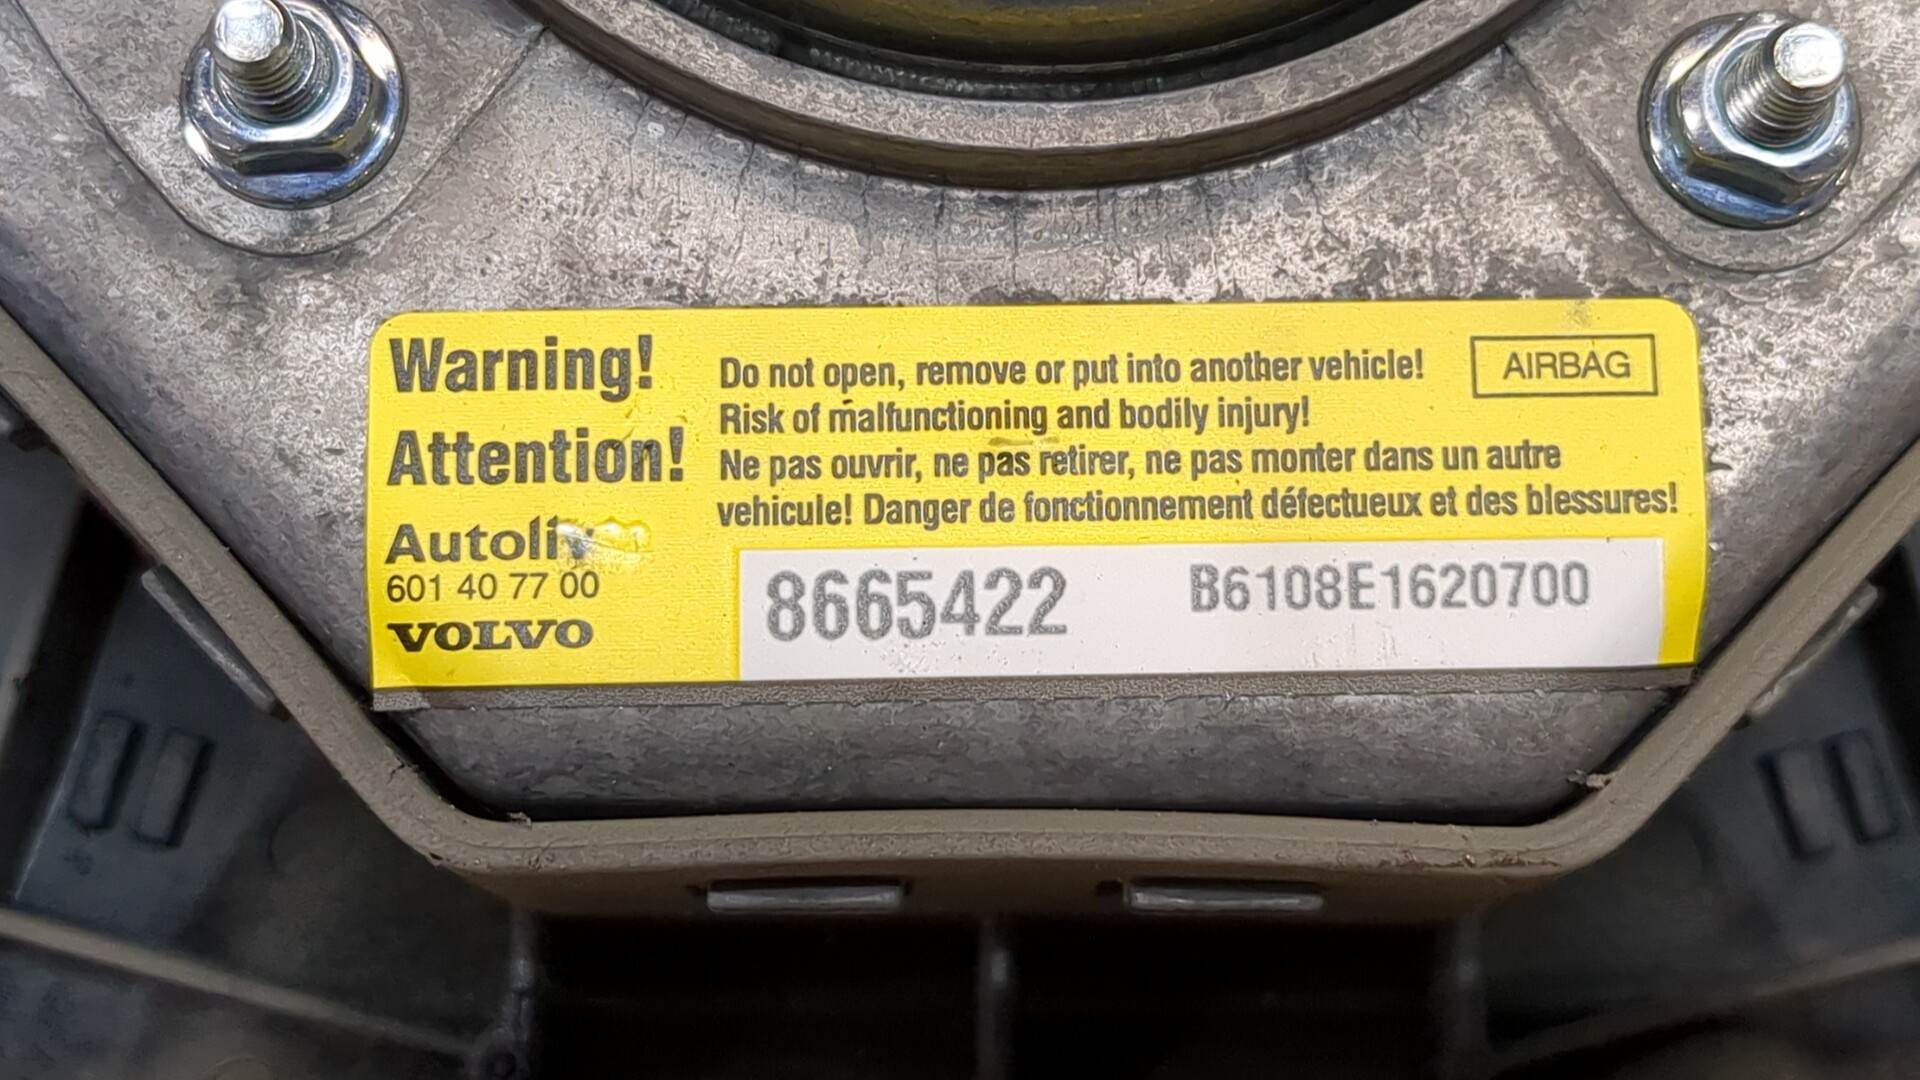 Warning!
Attention!
Autoliv
601 40 77 00
VOLVO
Do not open, remove or put into another vehicle!
Risk of malfunctioning and bodily injury!
Ne pas ouvrir, ne pas retirer, ne pas monter dans un autre
vehicule! Danger de fonctionnement défectueux et des blessures!
AIRBAG
8665422
B6108E1620700